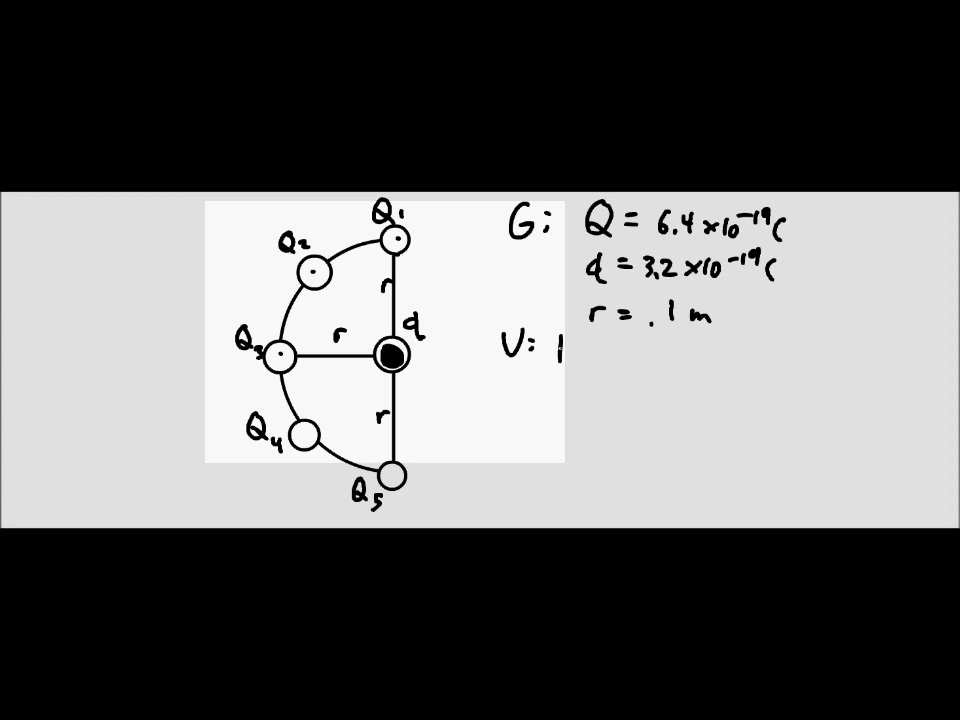 Q₁
Q₂
r
G: Q = 6.4 ×10⁻¹⁹C
q = 3.2 ×10⁻¹⁹C
r = .1 m
q
Q₃
r
U:
Q₄
r
Q₅